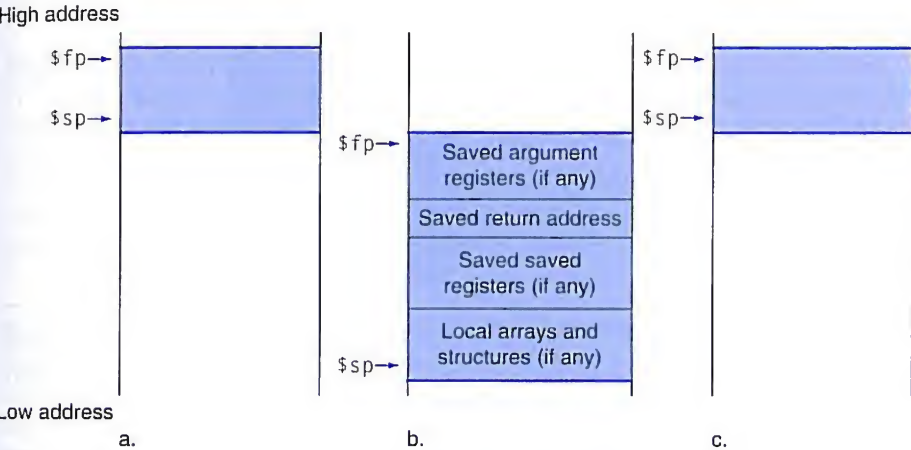 High address
$fp
$sp
$fp
Saved argument
registers (if any)
Saved return address
Saved saved
registers (if any)
Local arrays and
structures (if any)
$sp
$fp
$sp
Low address
a.
b.
c.